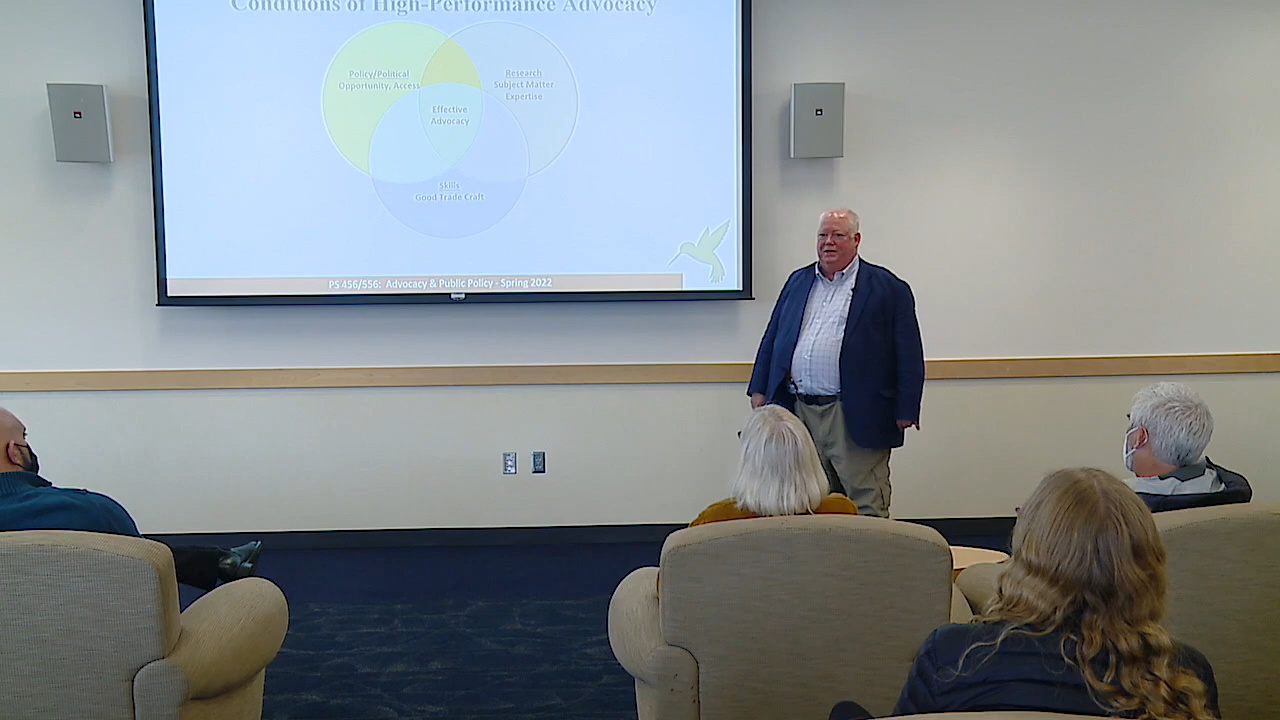 Conditions of High-Performance Advocacy
Policy/Political
Opportunity, Access
Research
Subject Matter
Expertise
Effective
Advocacy
Skills
Good Trade Craft
PS 456/556: Advocacy & Public Policy - Spring 2022